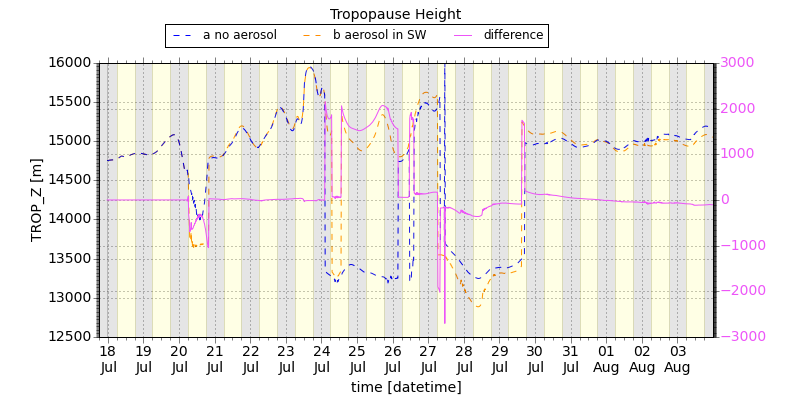 Tropopause Height
a no aerosol b aerosol in SW difference
16000 3000
15500 2000
15000 1000
14500 0
14000 −1000
13500 −2000
13000 −3000
12500
TROP_Z [m]
18 19 20 21 22 23 24 25 26 27 28 29 30 31 01 02 03
Jul Jul Jul Jul Jul Jul Jul Jul Jul Jul Jul Jul Jul Jul Aug Aug Aug
time [datetime]